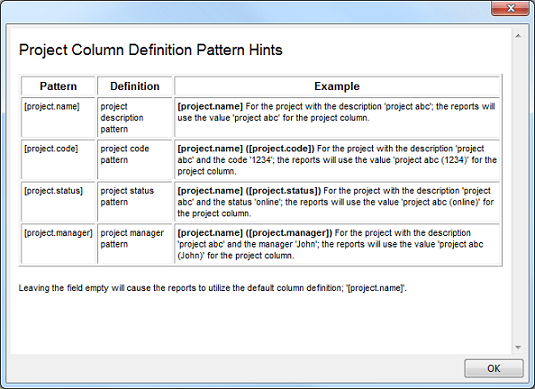 Project Column Definition Pattern Hints
Pattern Definition Example
[project.name] project description pattern [project.name] For the project with the description 'project abc'; the reports will use the value 'project abc' for the project column.
[project.code] project code pattern [project.name] ([project.code]) For the project with the description 'project abc' and the code '1234'; the reports will use the value 'project abc (1234)' for the project column.
[project.status] project status pattern [project.name] ([project.status]) For the project with the description 'project abc' and the status 'online'; the reports will use the value 'project abc (online)' for the project column.
[project.manager] project manager pattern [project.name] ([project.manager]) For the project with the description 'project abc' and the manager 'John'; the reports will use the value 'project abc (John)' for the project column.
Leaving the field empty will cause the reports to utilize the default column definition; '[project.name]'.
OK